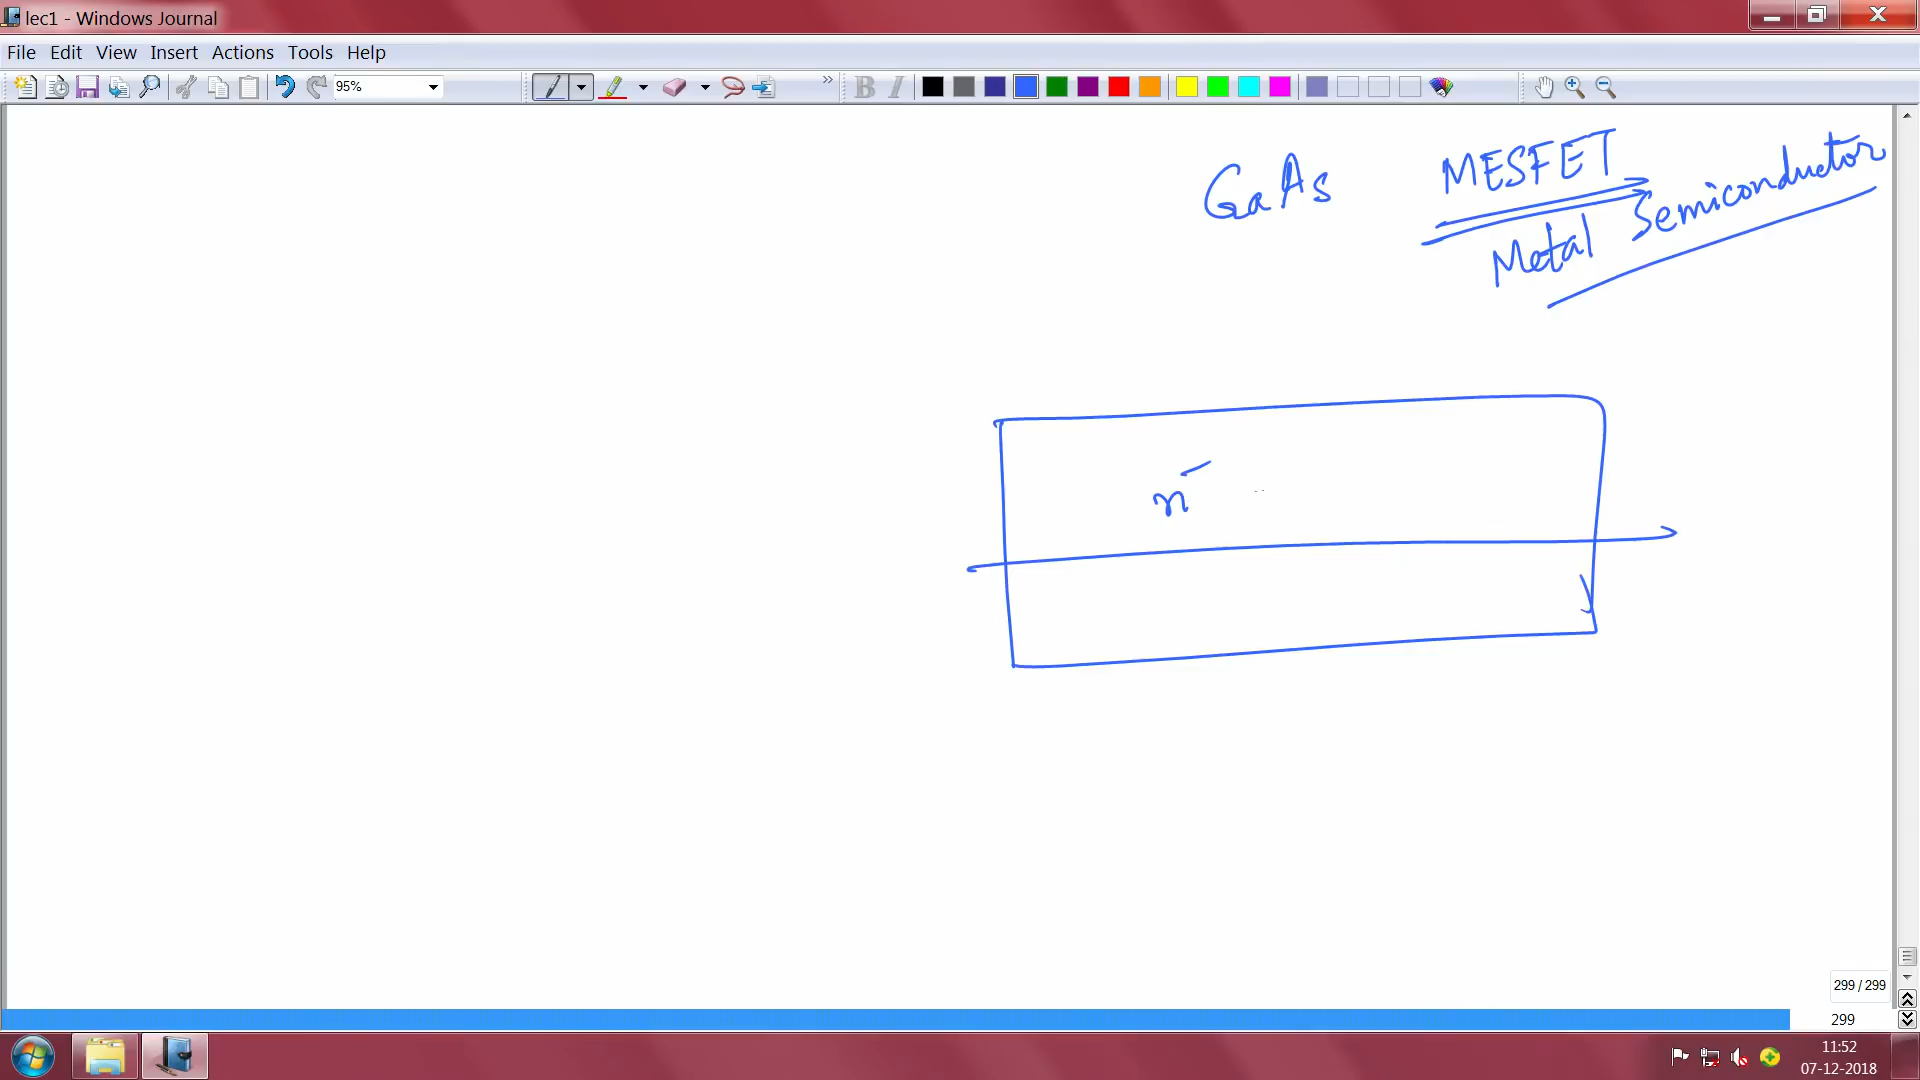 lec1 - Windows Journal
File Edit View Insert Actions Tools Help
95%
GaAs MESFET
Metal Semiconductor
n⁻
299 / 299
299
11:52
07-12-2018